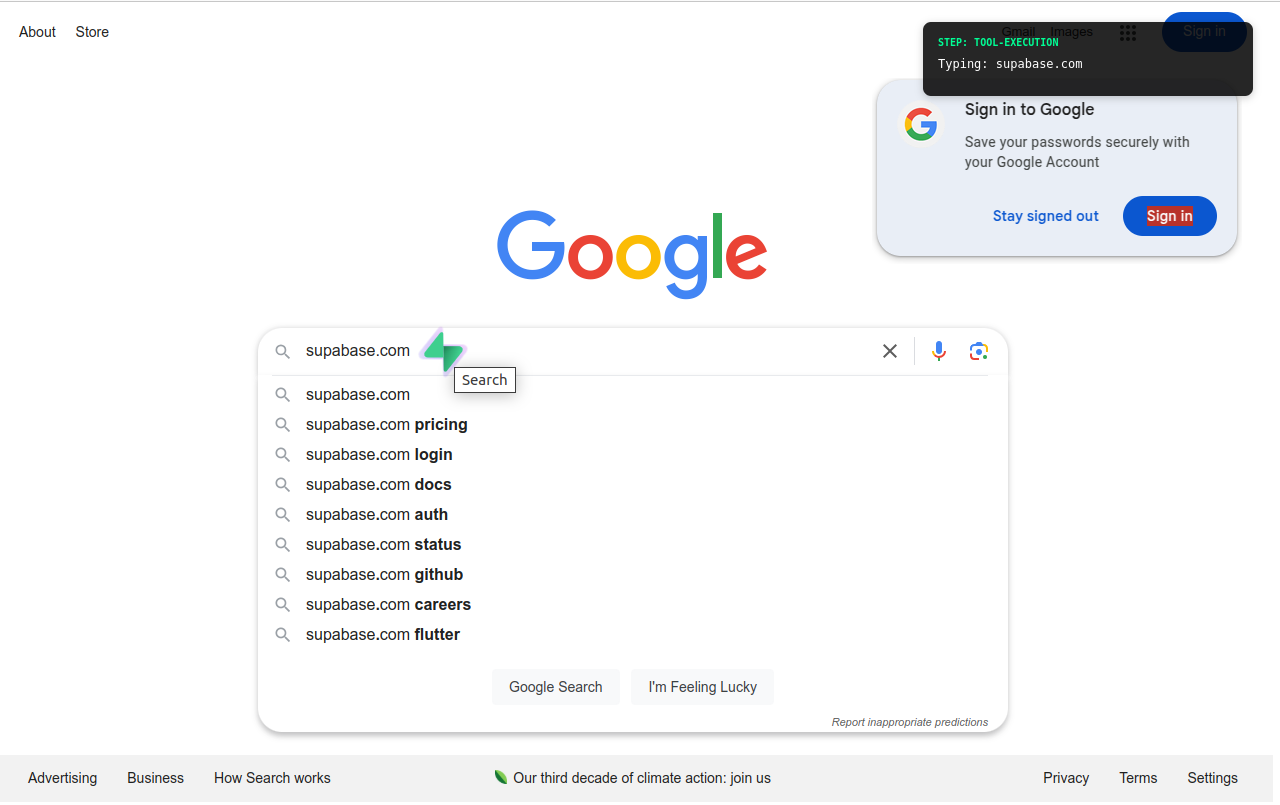 About Store
Gmail Images Sign in
STEP: TOOL-EXECUTION
Typing: supabase.com
Sign in to Google
Save your passwords securely with
your Google Account
Stay signed out Sign in
Google
supabase.com
Search
supabase.com
supabase.com pricing
supabase.com login
supabase.com docs
supabase.com auth
supabase.com status
supabase.com github
supabase.com careers
supabase.com flutter
Google Search I'm Feeling Lucky
Report inappropriate predictions
Advertising Business How Search works Our third decade of climate action: join us Privacy Terms Settings